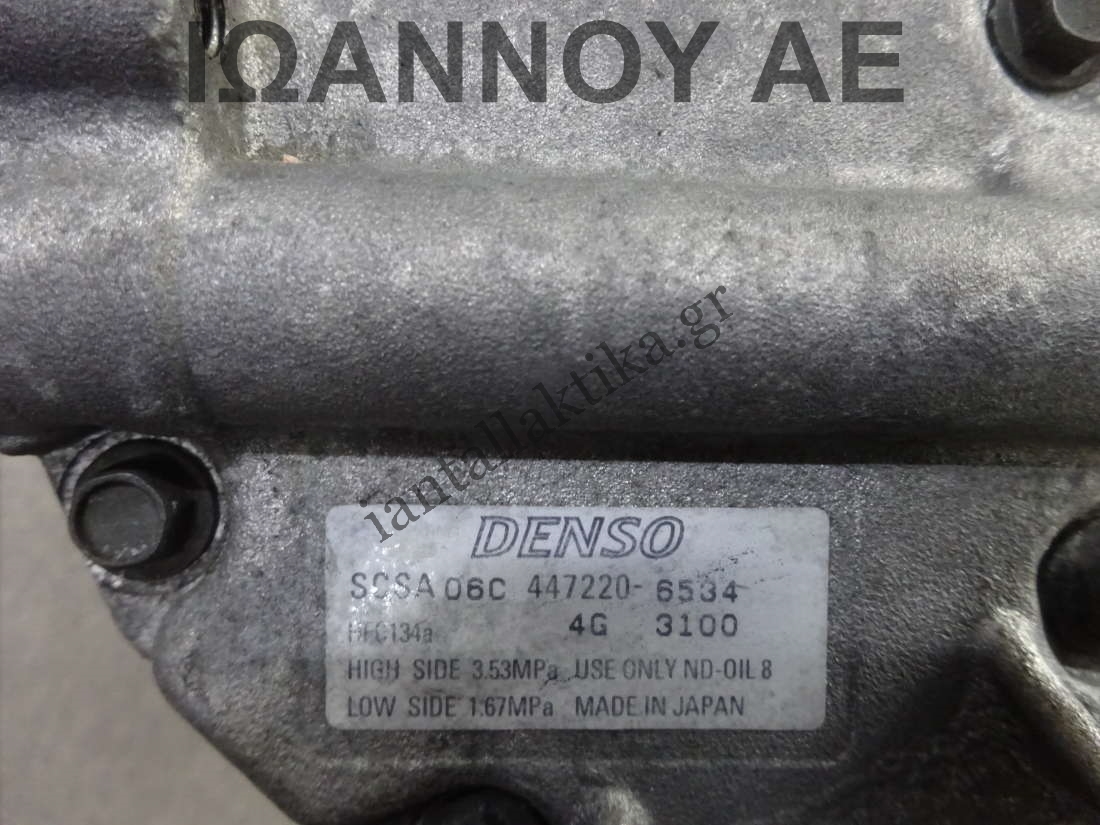 ΙΩΑΝΝΟΥ ΑΕ
iantallaktika.gr
DENSO
SCSA 06C 447220-6534
HFC134a 4G 3100
HIGH SIDE 3.53MPa USE ONLY ND-OIL 8
LOW SIDE 1.67MPa MADE IN JAPAN